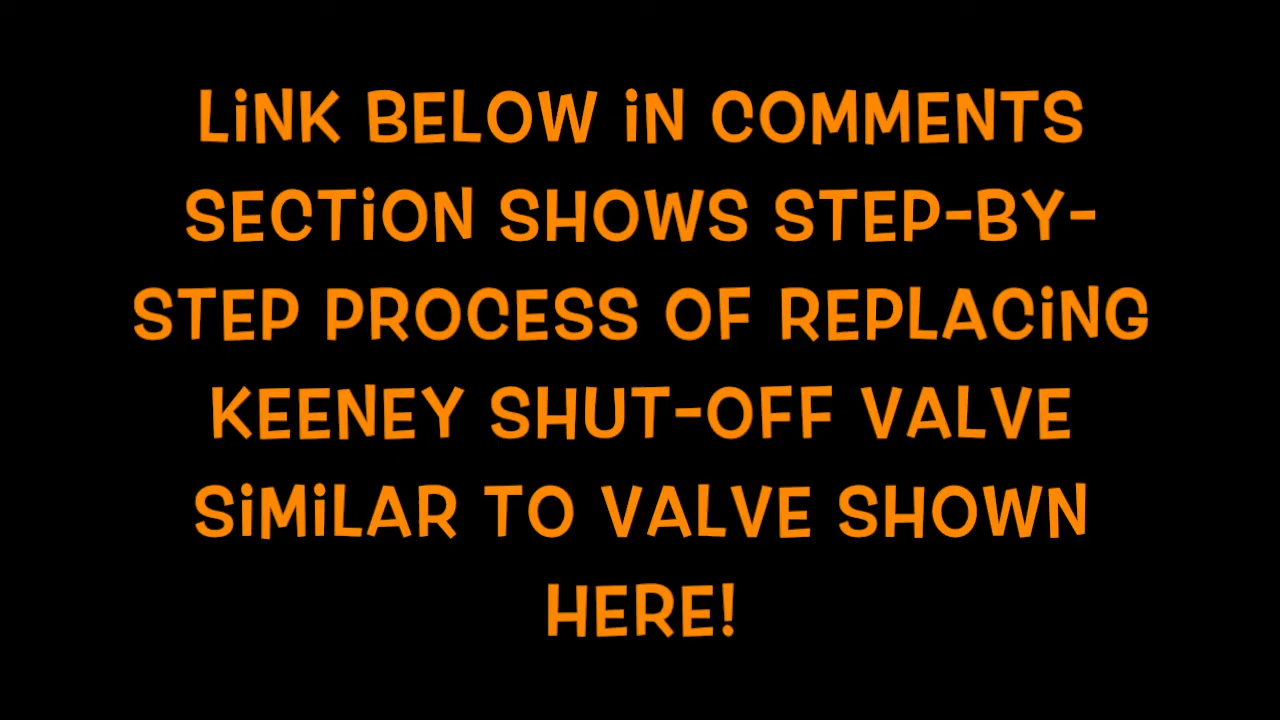 LiNK BELOW iN COMMENTS
SECTiON SHOWS STEP-BY-
STEP PROCESS OF REPLACiNG
KEENEY SHUT-OFF VALVE
SiMiLAR TO VALVE SHOWN
HERE!